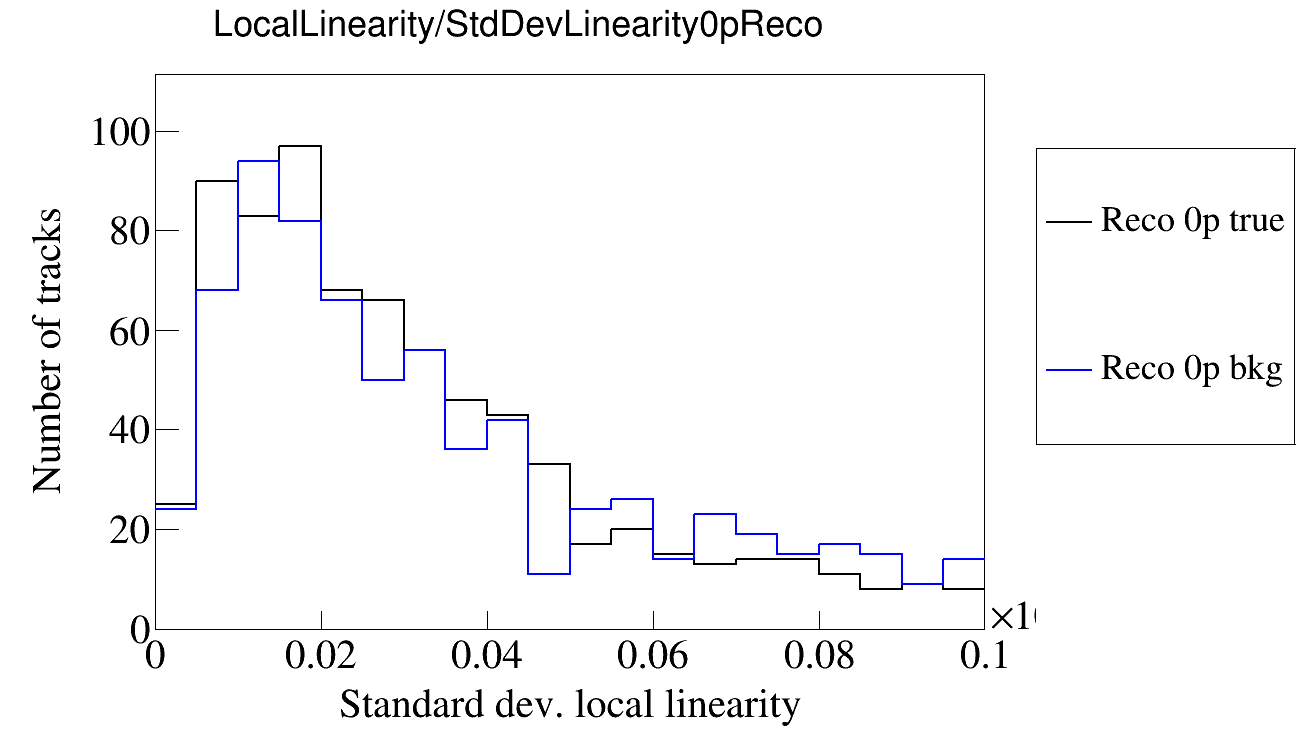 LocalLinearity/StdDevLinearity0pReco
Number of tracks
100
80
60
40
20
0
0 0.02 0.04 0.06 0.08 0.1
Standard dev. local linearity
Reco 0p true
Reco 0p bkg